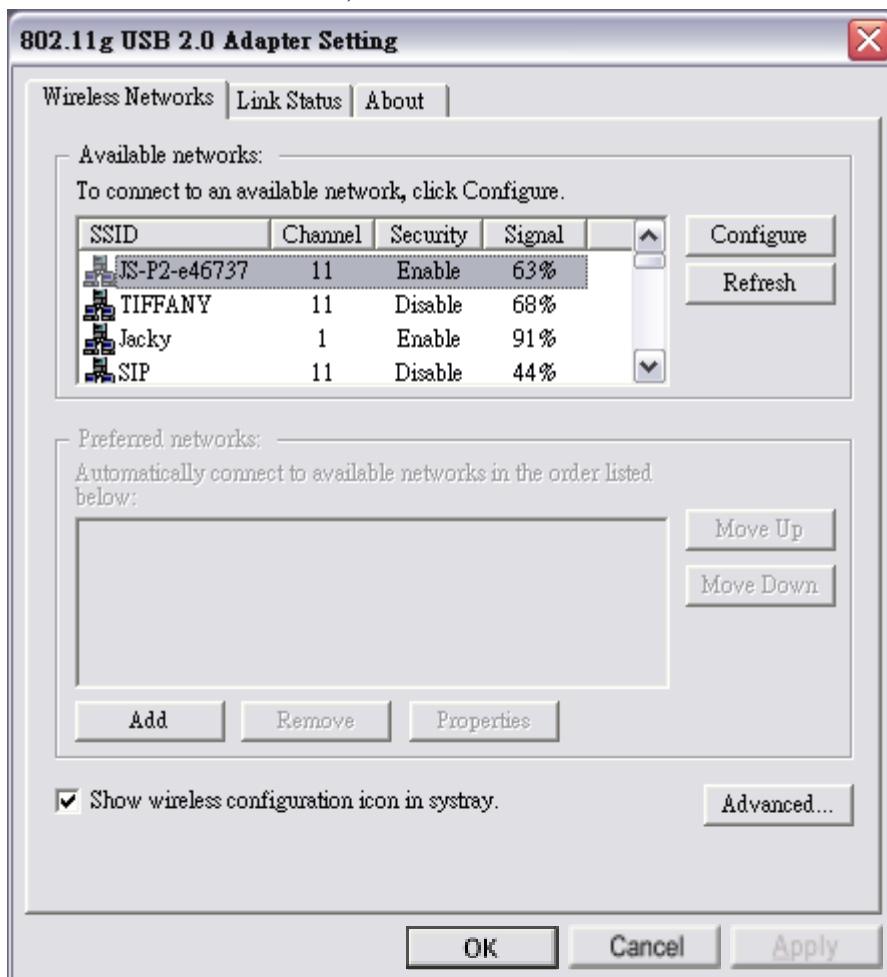 802.11g USB 2.0 Adapter Setting
Wireless Networks Link Status About
Available networks:
To connect to an available network, click Configure.
SSID Channel Security Signal
JS-P2-e46737 11 Enable 63%
TIFFANY 11 Disable 68%
Jacky 1 Enable 91%
SIP 11 Disable 44%
Configure
Refresh
Preferred networks:
Automatically connect to available networks in the order listed
below:
Move Up
Move Down
Add Remove Properties
Show wireless configuration icon in systray.
Advanced...
OK Cancel Apply